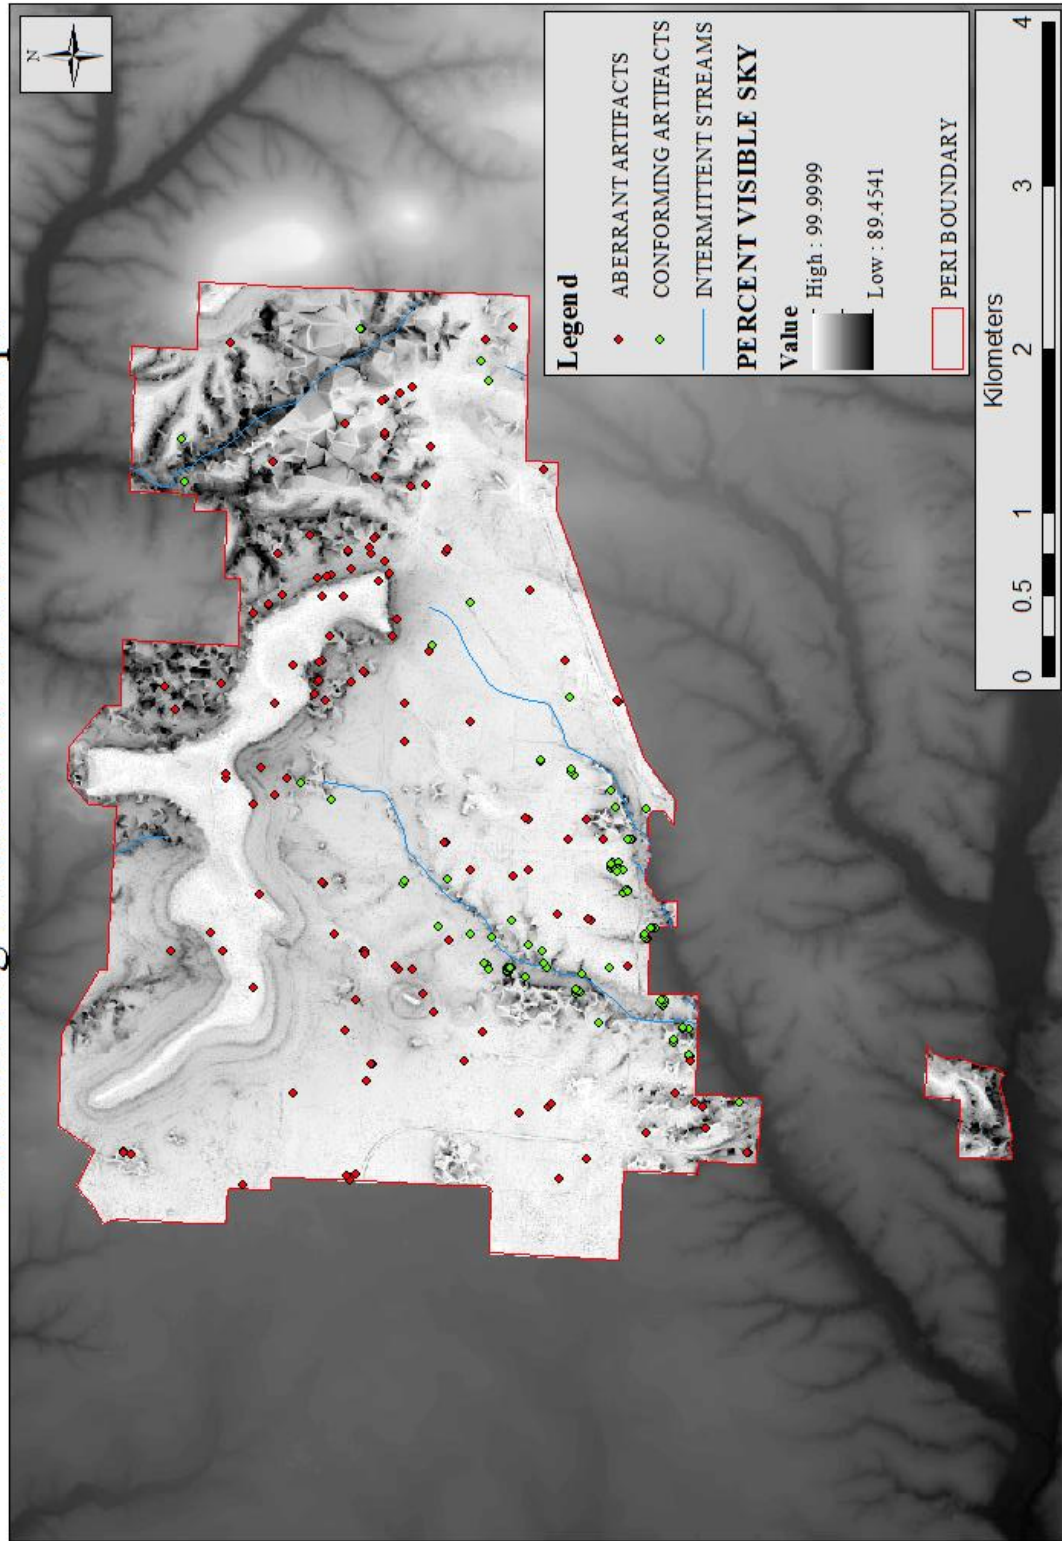 N
Legend
ABERRANT ARTIFACTS
CONFORMING ARTIFACTS
INTERMITTENT STREAMS
PERCENT VISIBLE SKY
Value
High : 99.9999
Low : 89.4541
PERI BOUNDARY
Kilometers
0 0.5 1 2 3 4